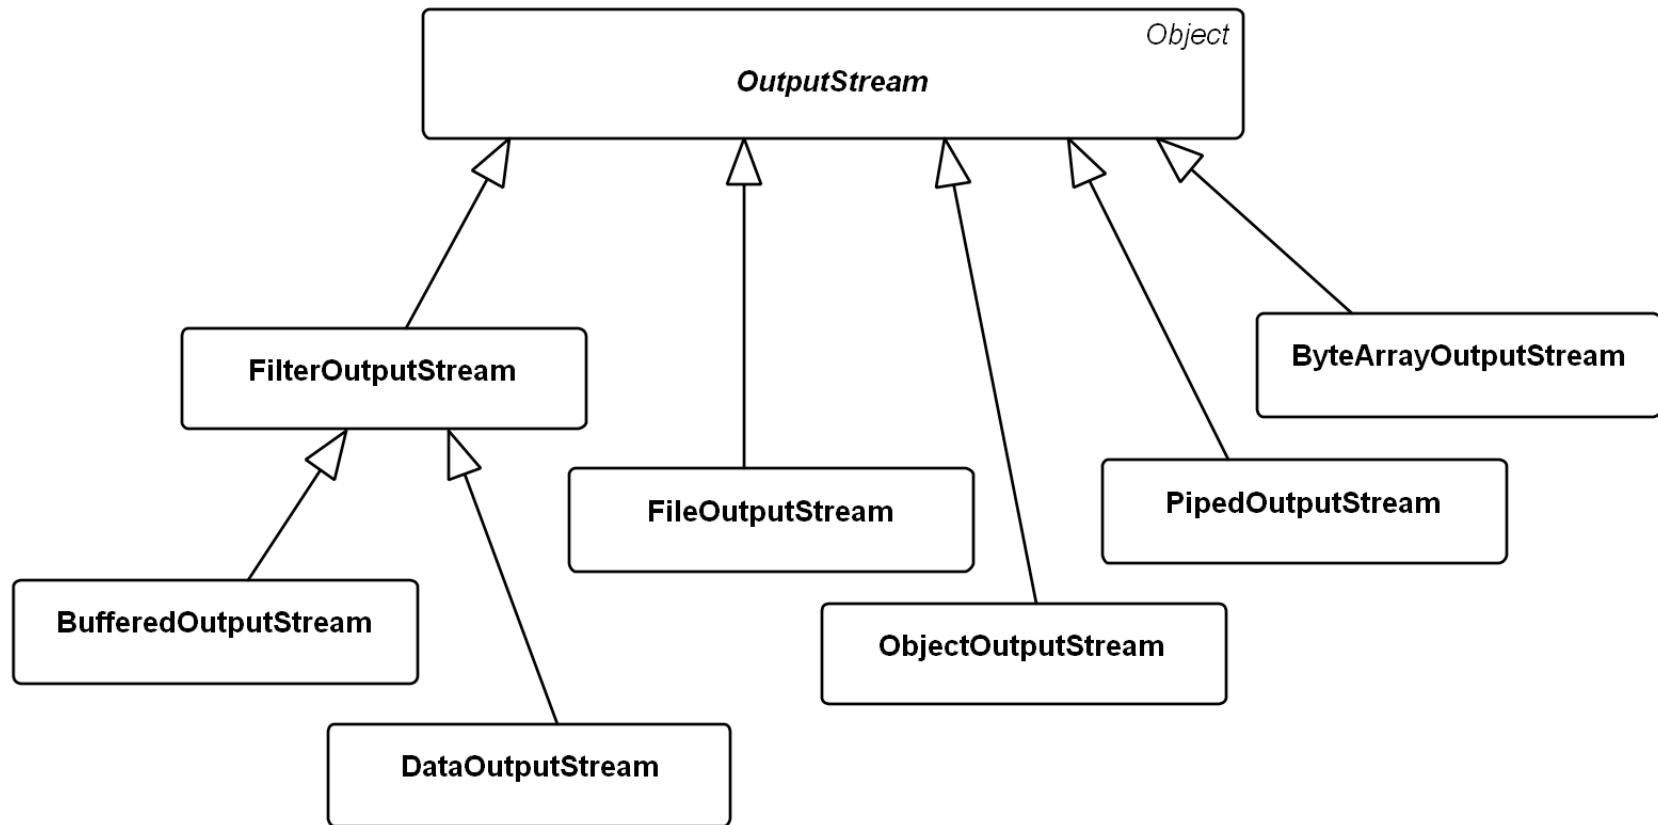 Object
OutputStream
FilterOutputStream
ByteArrayOutputStream
FileOutputStream
PipedOutputStream
BufferedOutputStream
ObjectOutputStream
DataOutputStream